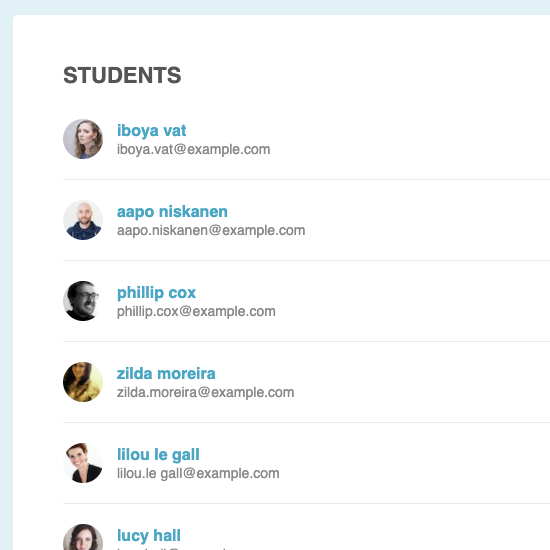 STUDENTS
iboya vat
iboya.vat@example.com
aapo niskanen
aapo.niskanen@example.com
phillip cox
phillip.cox@example.com
zilda moreira
zilda.moreira@example.com
lilou le gall
lilou.le gall@example.com
lucy hall